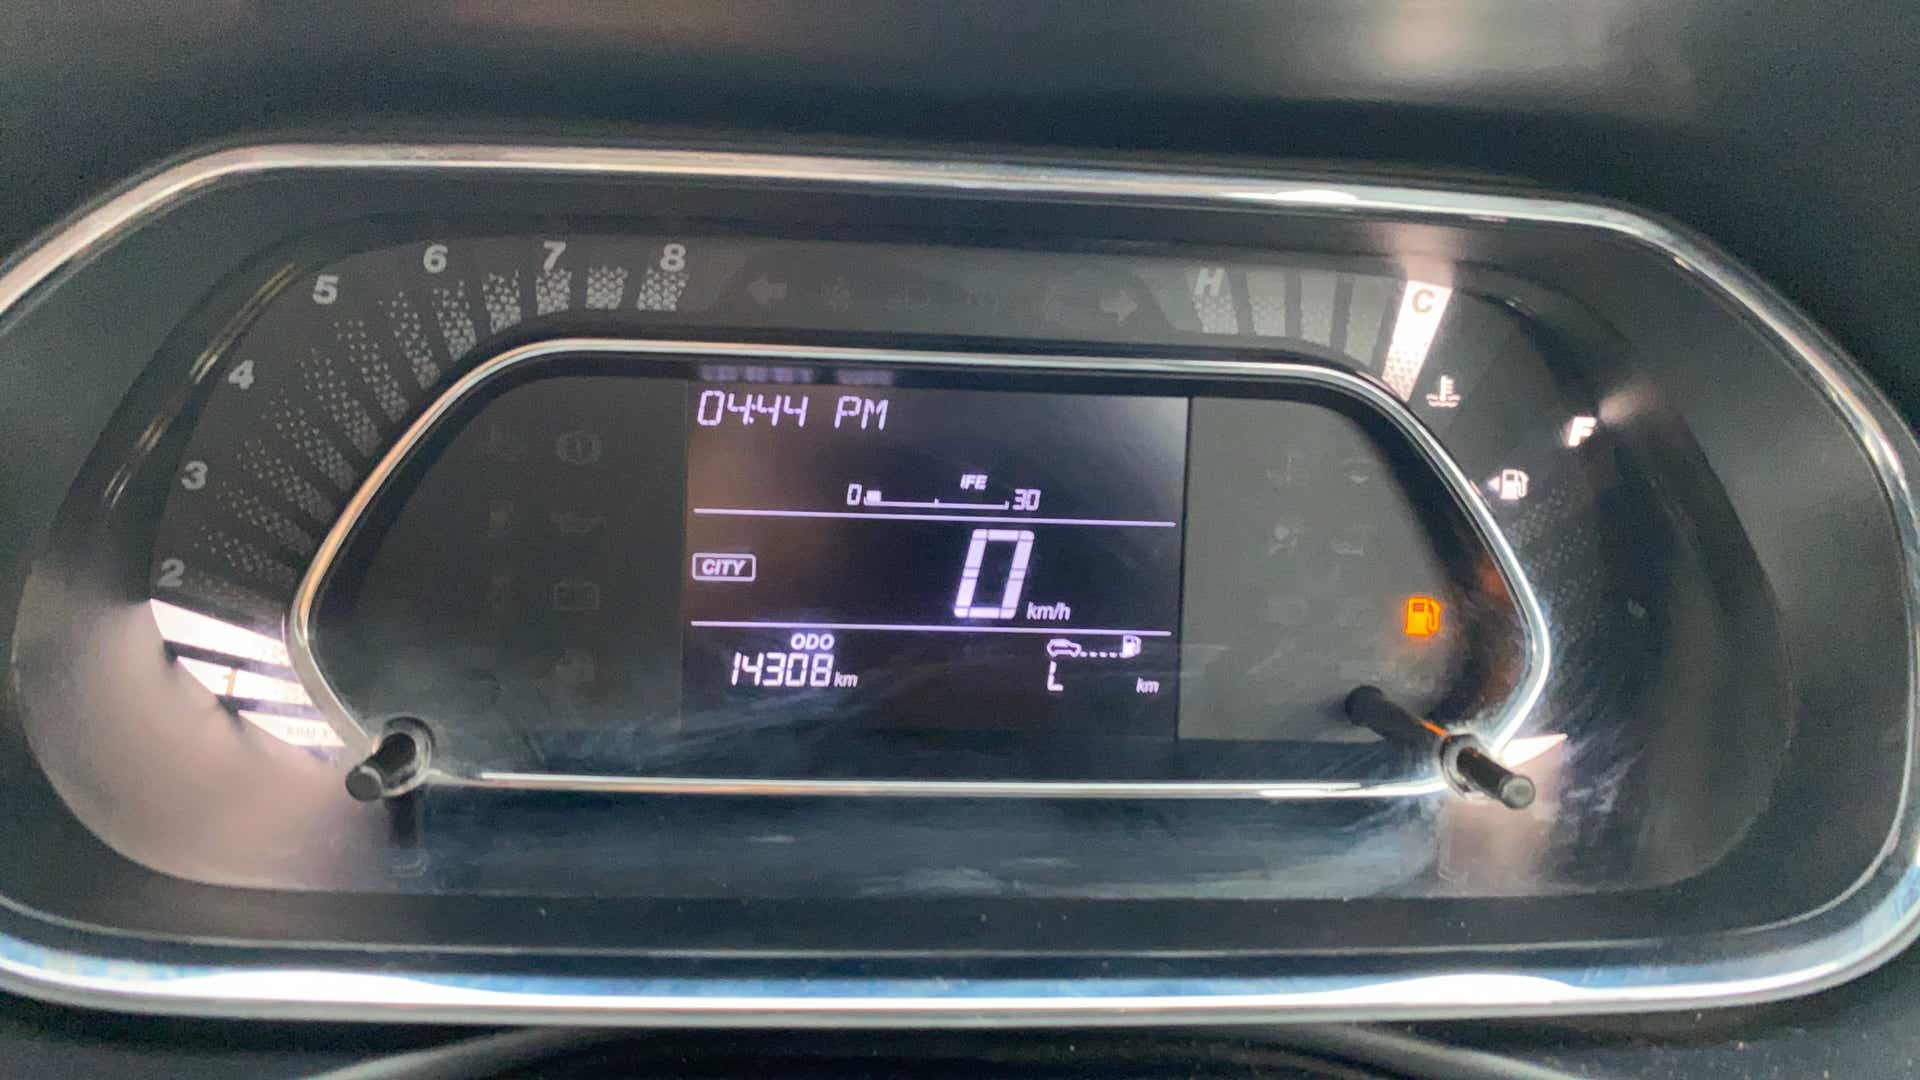 8
7
6
5
4
3
2
1
H
C
F
04:44 PM
IFE
0 30
CITY
0 km/h
ODO
14308 km
L km